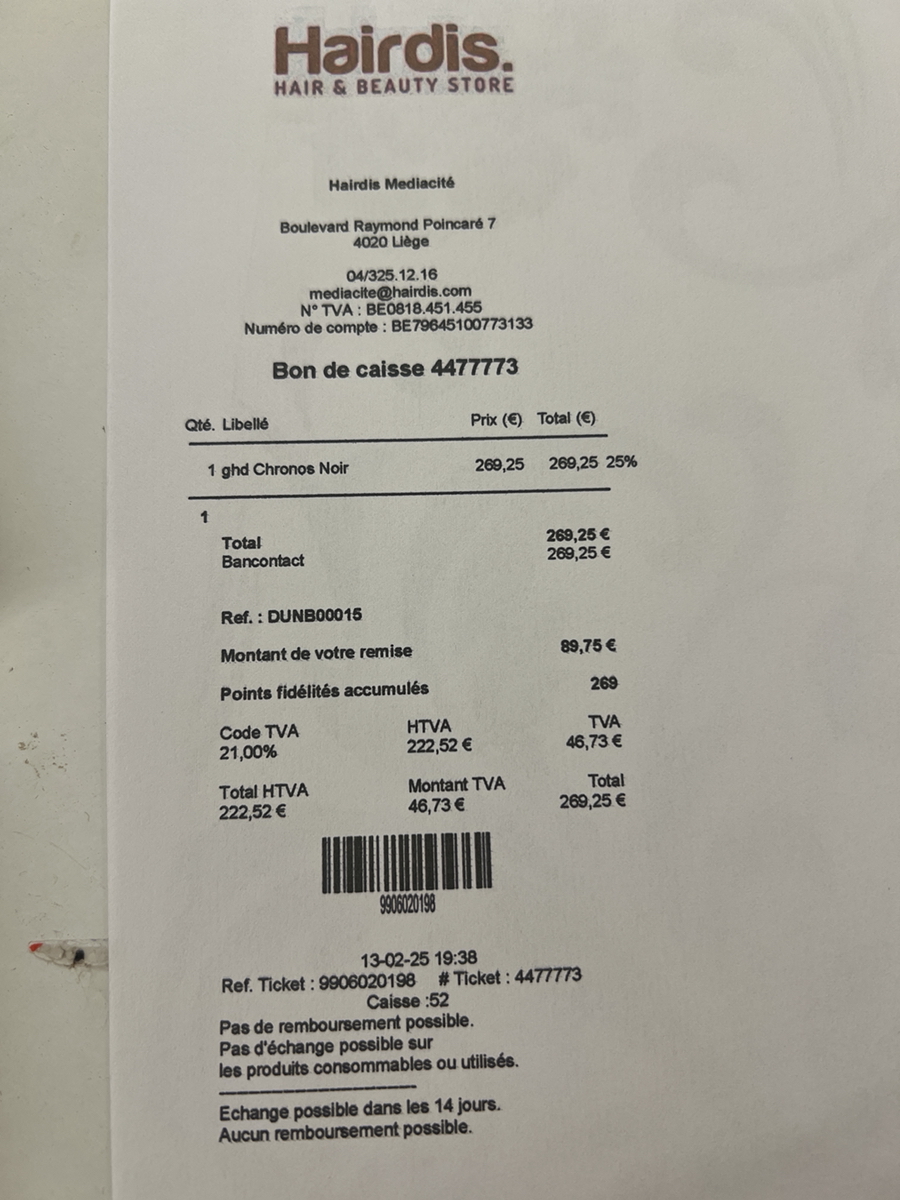 Hairdis.
HAIR & BEAUTY STORE
Hairdis Mediacité
Boulevard Raymond Poincaré 7
4020 Liège
04/325.12.16
mediacite@hairdis.com
N° TVA : BE0818.451.455
Numéro de compte : BE79645100773133
Bon de caisse 4477773
Qté. Libellé Prix (€) Total (€)
1 ghd Chronos Noir 269,25 269,25 25%
1
Total 269,25 €
Bancontact 269,25 €
Ref. : DUNB00015
Montant de votre remise 89,75 €
Points fidélités accumulés 269
Code TVA HTVA TVA
21,00% 222,52 € 46,73 €
Total HTVA Montant TVA Total
222,52 € 46,73 € 269,25 €
9906020198
13-02-25 19:38
Ref. Ticket : 9906020198 # Ticket : 4477773
Caisse :52
Pas de remboursement possible.
Pas d'échange possible sur
les produits consommables ou utilisés.
Echange possible dans les 14 jours.
Aucun remboursement possible.